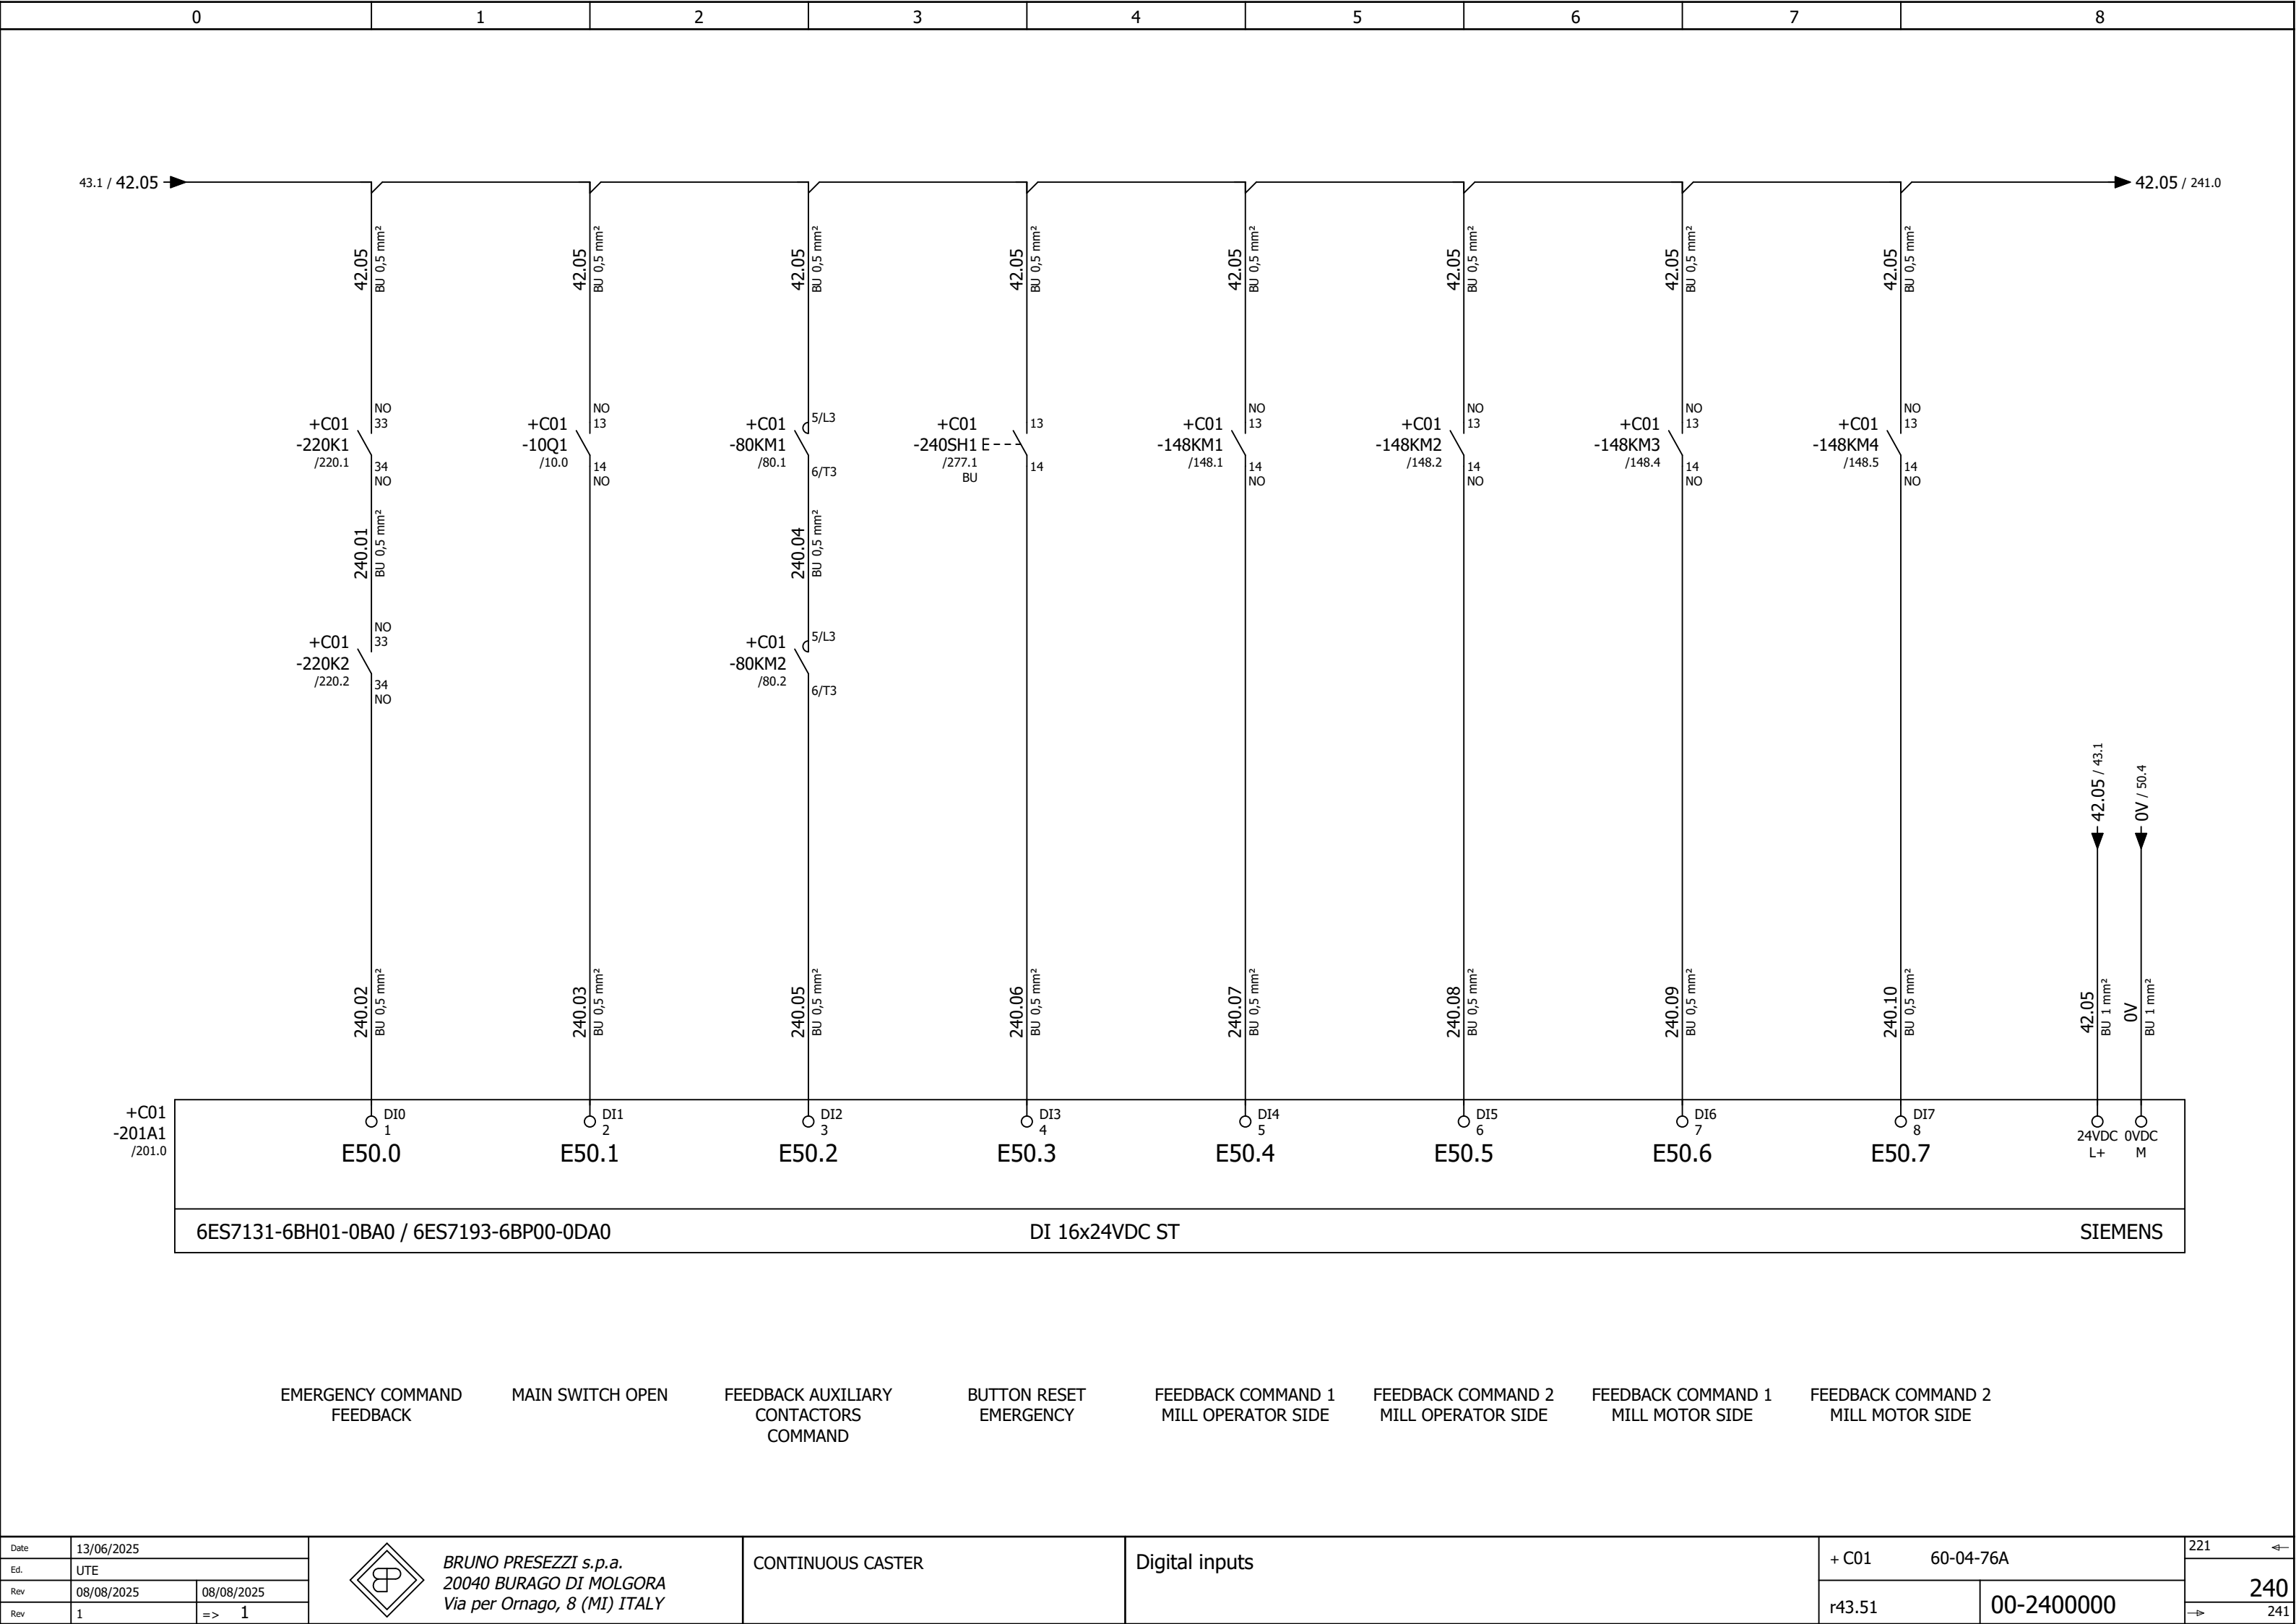 0 1 2 3 4 5 6 7 8
43.1 / 42.05
42.05 / 241.0
42.05 BU 0,5 mm²
42.05 BU 0,5 mm²
42.05 BU 0,5 mm²
42.05 BU 0,5 mm²
42.05 BU 0,5 mm²
42.05 BU 0,5 mm²
42.05 BU 0,5 mm²
42.05 BU 0,5 mm²
+C01
-220K1
/220.1
NO
33
34
NO
+C01
-10Q1
/10.0
NO
13
14
NO
+C01
-80KM1
/80.1
5/L3
6/T3
+C01
-240SH1 E
/277.1
BU
13
14
+C01
-148KM1
/148.1
NO
13
14
NO
+C01
-148KM2
/148.2
NO
13
14
NO
+C01
-148KM3
/148.4
NO
13
14
NO
+C01
-148KM4
/148.5
NO
13
14
NO
240.01 BU 0,5 mm²
240.04 BU 0,5 mm²
+C01
-220K2
/220.2
NO
33
34
NO
+C01
-80KM2
/80.2
5/L3
6/T3
42.05 / 43.1
0V / 50.4
240.02 BU 0,5 mm²
240.03 BU 0,5 mm²
240.05 BU 0,5 mm²
240.06 BU 0,5 mm²
240.07 BU 0,5 mm²
240.08 BU 0,5 mm²
240.09 BU 0,5 mm²
240.10 BU 0,5 mm²
42.05 BU 1 mm²
0V BU 1 mm²
+C01
-201A1
/201.0
DI0
1
E50.0
DI1
2
E50.1
DI2
3
E50.2
DI3
4
E50.3
DI4
5
E50.4
DI5
6
E50.5
DI6
7
E50.6
DI7
8
E50.7
24VDC
L+
0VDC
M
6ES7131-6BH01-0BA0 / 6ES7193-6BP00-0DA0
DI 16x24VDC ST
SIEMENS
EMERGENCY COMMAND
FEEDBACK
MAIN SWITCH OPEN
FEEDBACK AUXILIARY
CONTACTORS
COMMAND
BUTTON RESET
EMERGENCY
FEEDBACK COMMAND 1
MILL OPERATOR SIDE
FEEDBACK COMMAND 2
MILL OPERATOR SIDE
FEEDBACK COMMAND 1
MILL MOTOR SIDE
FEEDBACK COMMAND 2
MILL MOTOR SIDE
Date 13/06/2025
Ed. UTE
Rev 08/08/2025 08/08/2025
Rev 1 => 1
BRUNO PRESEZZI s.p.a.
20040 BURAGO DI MOLGORA
Via per Ornago, 8 (MI) ITALY
CONTINUOUS CASTER
Digital inputs
+ C01 60-04-76A
r43.51 00-2400000
221
240
241